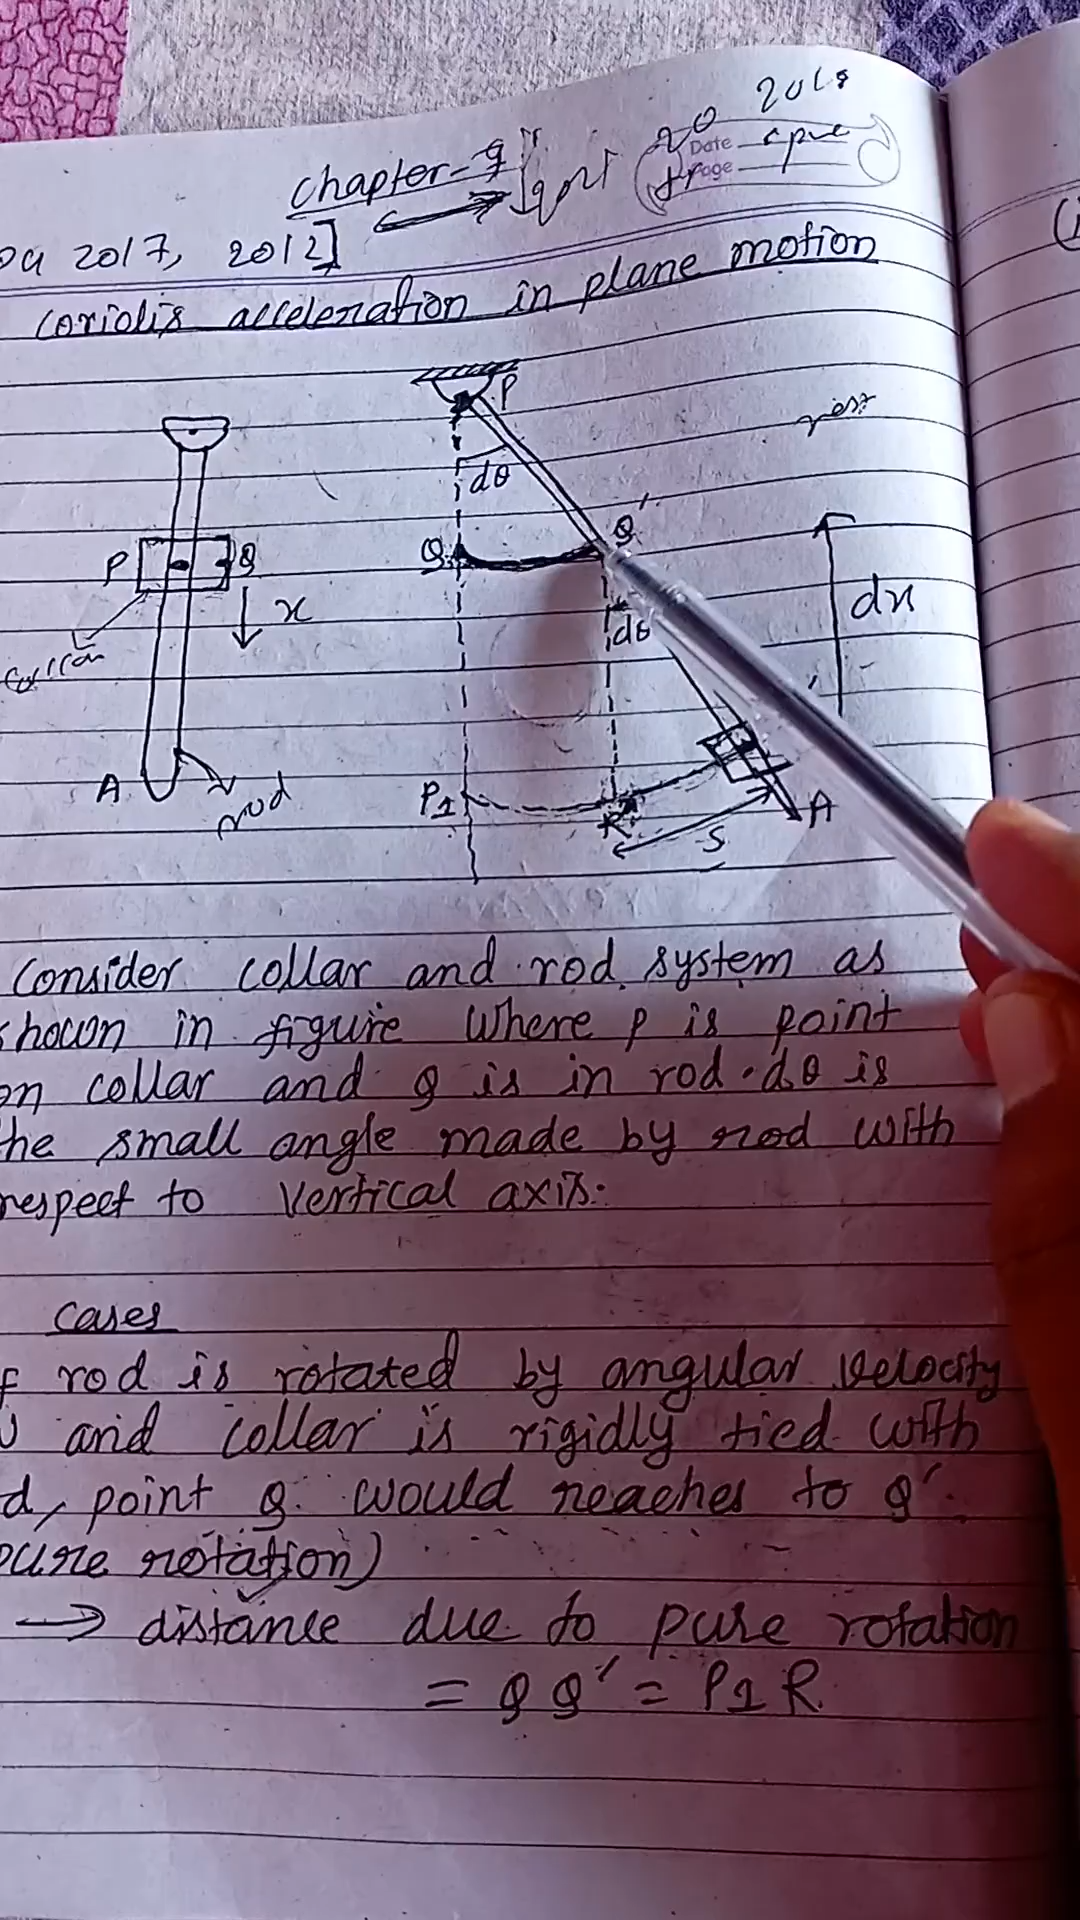 2018
Date
Page
Chapter-9
2017, 2012]
Coriolis acceleration in plane motion
P
dθ
Q Q'
dθ
dx
P Q
x
A
rod
P1
S
A
Consider collar and rod system as
shown in figure where p is point
on collar and Q is in rod. dθ is
he small angle made by rod with
respect to vertical axis.
Cases
f rod is rotated by angular velocity
and collar is rigidly tied with
d, point Q would reaches to Q'.
pure rotation)
→ distance due to pure rotation
= QQ' = P1R